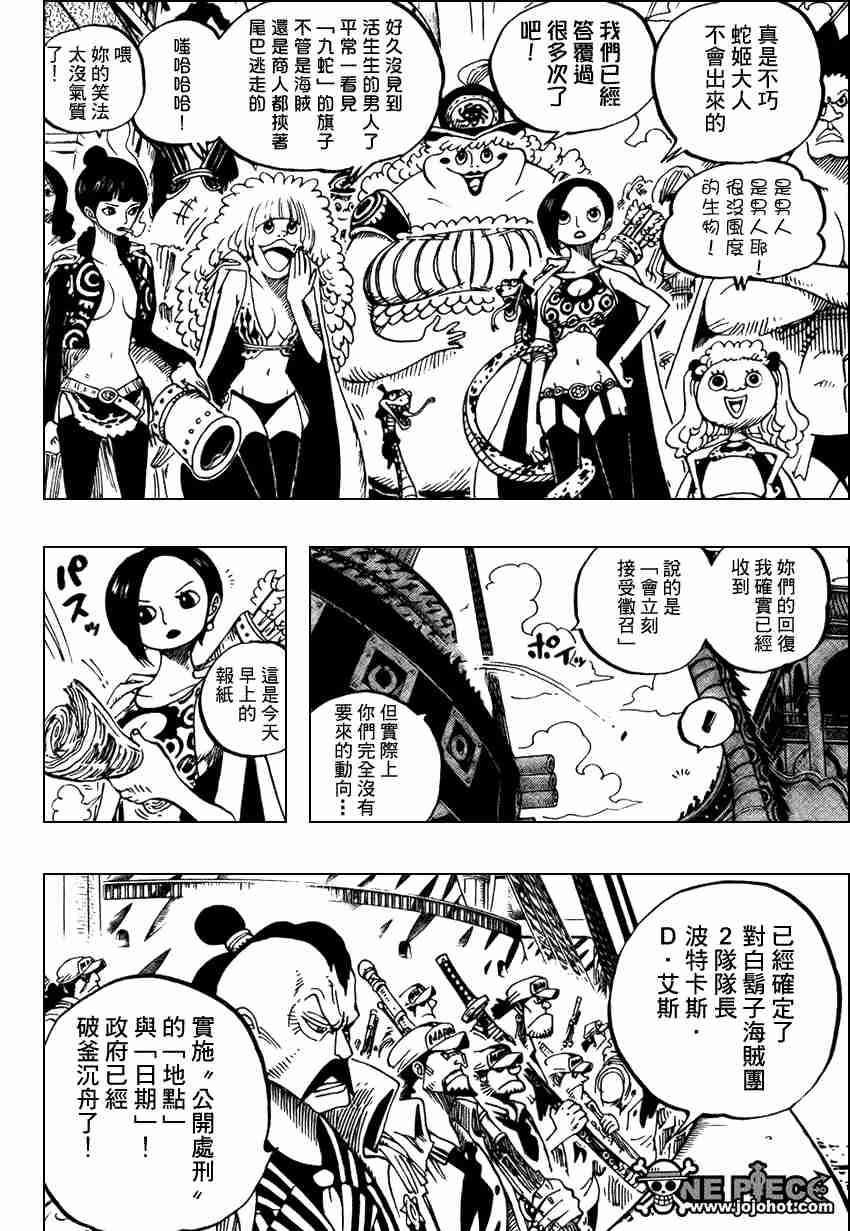 真是不巧
蛇姬大人
不會出來的
我們已經
答覆過
很多次了
吧！
好久沒見到
活生生的男人了
平常一看見
「九蛇」的旗子
不管是海賊
還是商人都挾著
尾巴逃走的
嗤哈哈哈！
喂
妳的笑法
太沒氣質
了！
是男人
是男人耶！
很沒風度
的生物！
妳們的回復
我確實已經
收到
說的是
「會立刻
接受徵召」
！
ポイッ
但實際上
你們完全沒有
要來的動向…
パスッ
這是今天
早上的
報紙
已經確定了
對白鬍子海賊團
2隊隊長
波特卡斯．
D．艾斯
實施〝公開處刑〞
的「地點」
與「日期」！
政府已經
破釜沉舟了！
MARINE
ONE PIECE
www.jojohot.com